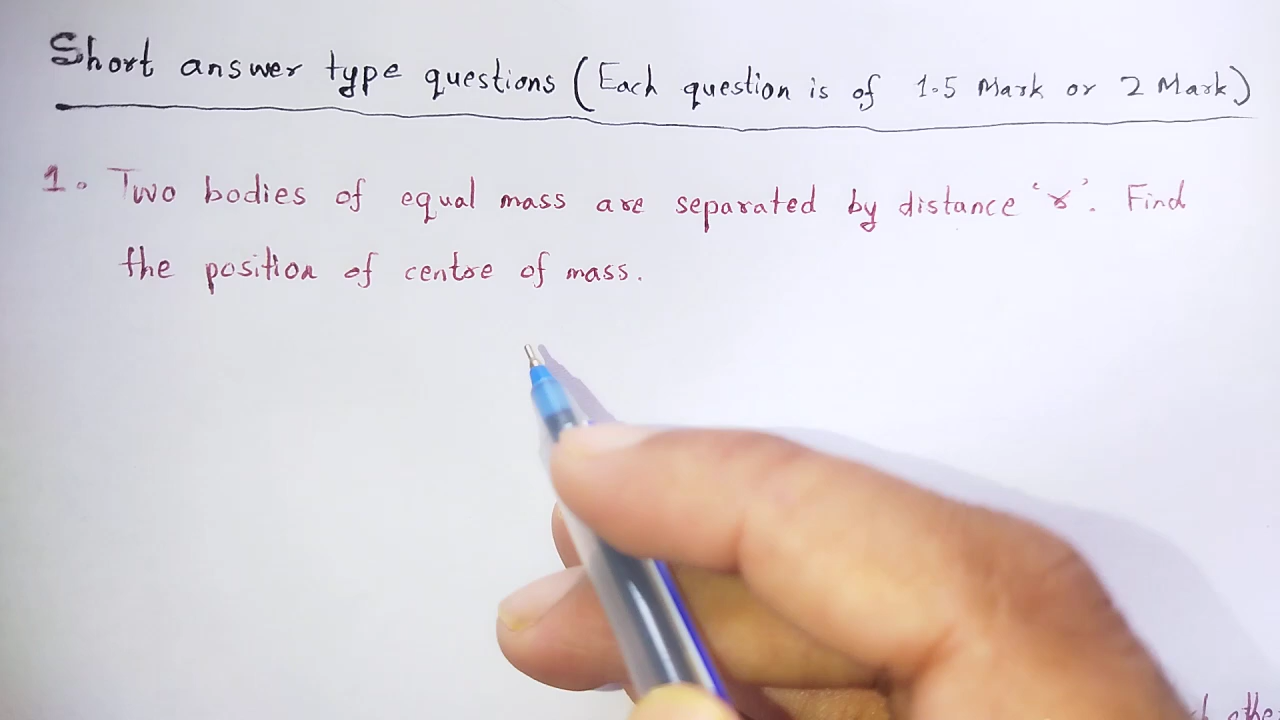 Short answer type questions (Each question is of 1.5 Mark or 2 Mark)
1. Two bodies of equal mass are separated by distance 'r'. Find
the position of centre of mass.